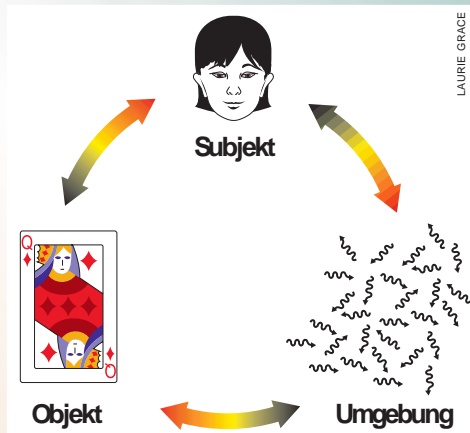 LAURIE GRACE
Subjekt
Q
Q
Objekt
Umgebung